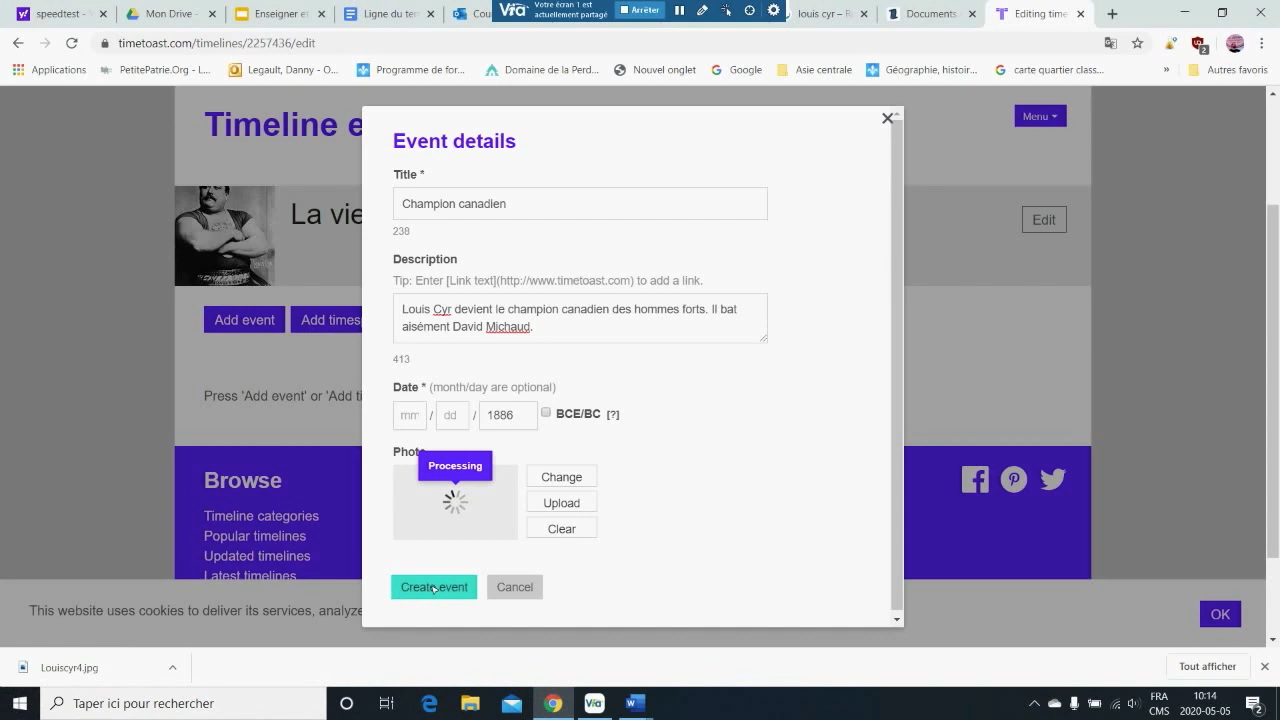 speedtest -
Mon Drive -
Ligne de tem
Cou
Votre écran 1 est
actuellement partagé
Arrêter
louis cyr – R
Documents
Editing time
timetoast.com/timelines/2257436/edit
2
Applications
PetitePatrie.Org - L...
Legault, Danny - O...
Programme de for...
Domaine de la Perd...
Nouvel onglet
Google
Asie centrale
Géographie, histoir...
carte quartier class...
»
Autres favoris
Timeline e
Menu
Event details
Title *
Champion canadien
238
La vie
Edit
Description
Tip: Enter [Link text](http://www.timetoast.com) to add a link.
Louis Cyr devient le champion canadien des hommes forts. Il bat
aisément David Michaud.
413
Add event
Add times
Press 'Add event' or 'Add ti
Date * (month/day are optional)
mm / dd / 1886 BCE/BC [?]
Photo
Processing
Change
Upload
Clear
Browse
Timeline categories
Popular timelines
Updated timelines
Latest timelines
Create event
Cancel
This website uses cookies to deliver its services, analyze
OK
Louiscyr4.jpg
Tout afficher
Taper ici pour rechercher
Via
FRA
CMS
10:14
2020-05-05
2